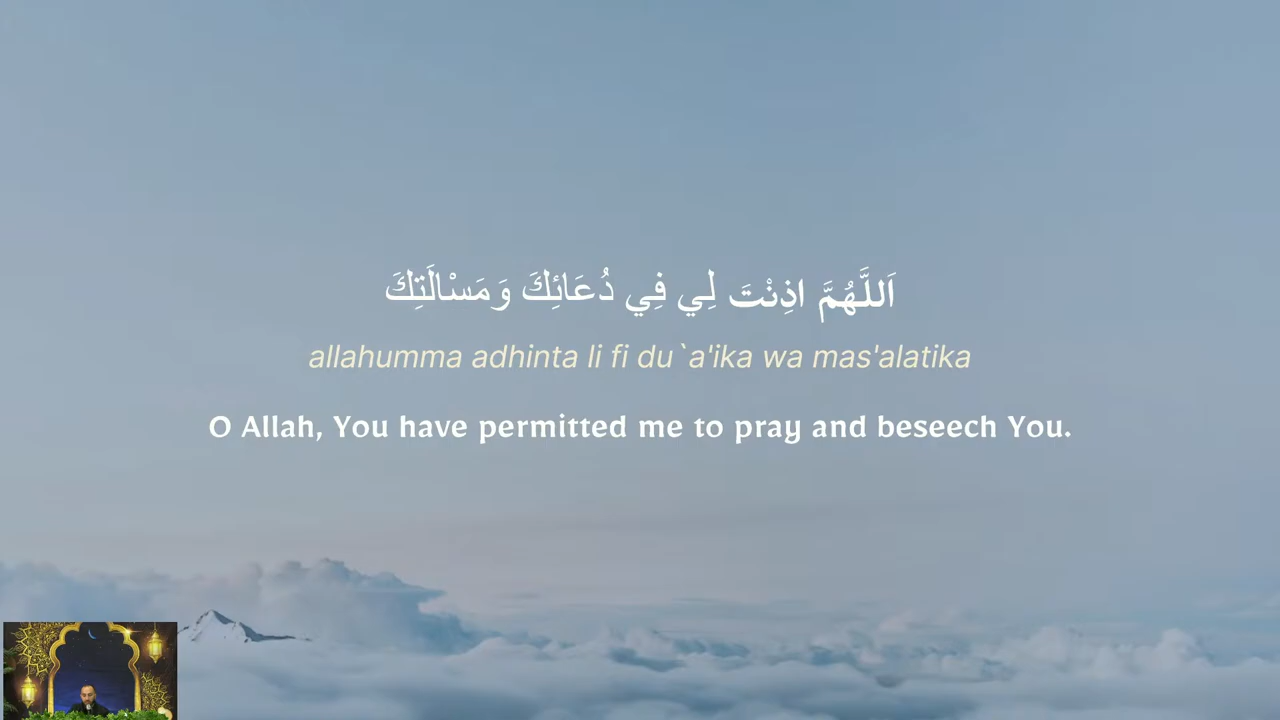 اَللَّهُمَّ اذِنْتَ لِي فِي دُعَائِكَ وَمَسْالَتِكَ
allahumma adhinta li fi du`a'ika wa mas'alatika
O Allah, You have permitted me to pray and beseech You.